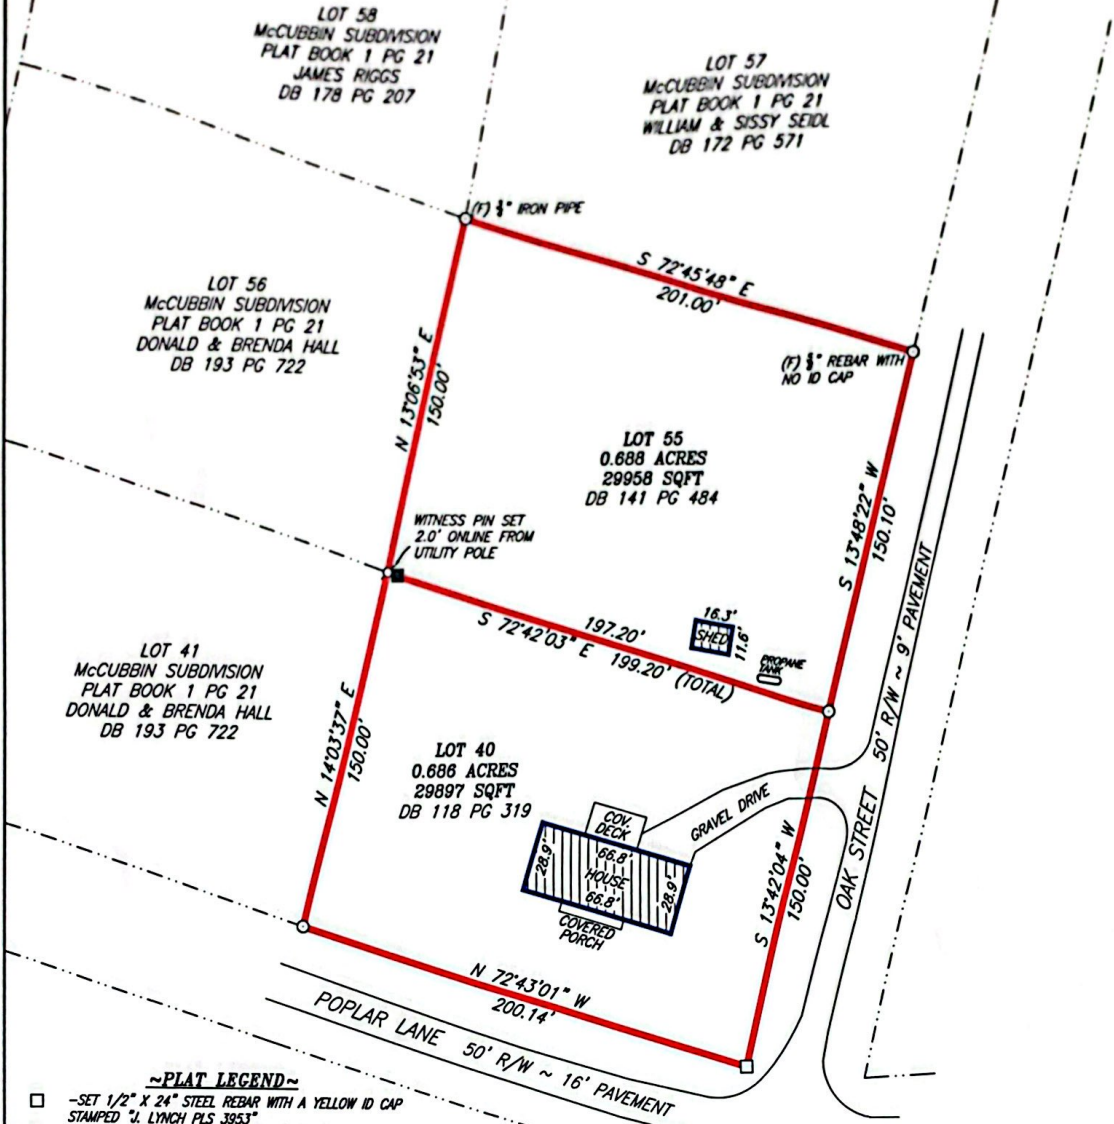 LOT 58
McCUBBIN SUBDIVISION
PLAT BOOK 1 PG 21
JAMES RIGGS
DB 178 PG 207
LOT 57
McCUBBIN SUBDIVISION
PLAT BOOK 1 PG 21
WILLIAM & SISSY SEIDL
DB 172 PG 571
(F) IRON PIPE
S 72°45'48" E
201.00'
LOT 56
McCUBBIN SUBDIVISION
PLAT BOOK 1 PG 21
DONALD & BRENDA HALL
DB 193 PG 722
N 13°06'53" E
150.00'
(F) REBAR WITH
NO ID CAP
LOT 55
0.688 ACRES
29958 SQFT
DB 141 PG 484
S 13°48'22" W
150.10'
WITNESS PIN SET
2.0' ONLINE FROM
UTILITY POLE
197.20'
S 72°42'03" E 199.20' (TOTAL)
16.3'
SHED
11.6'
PROPANE
TANK
LOT 41
McCUBBIN SUBDIVISION
PLAT BOOK 1 PG 21
DONALD & BRENDA HALL
DB 193 PG 722
N 14°03'37" E
150.00'
LOT 40
0.686 ACRES
29897 SQFT
DB 118 PG 319
COV.
DECK
GRAVEL DRIVE
28.9'
66.8'
HOUSE
66.8'
28.9'
COVERED
PORCH
S 13°42'04" W
150.00'
OAK STREET 50' R/W ~ 9' PAVEMENT
N 72°43'01" W
200.14'
POPLAR LANE 50' R/W ~ 16' PAVEMENT
~PLAT LEGEND~
-SET 1/2" X 24" STEEL REBAR WITH A YELLOW ID CAP
STAMPED "J. LYNCH PLS 3953"